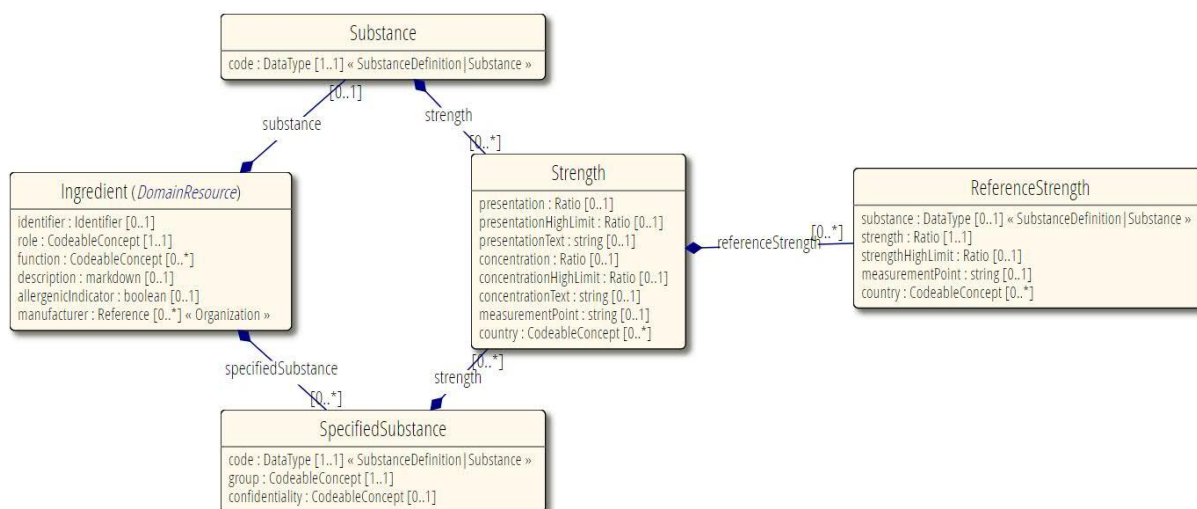 Substance
code : DataType [1..1] « SubstanceDefinition|Substance »
[0..1]
substance
strength
[0..*]
Ingredient (DomainResource)
identifier : Identifier [0..1]
role : CodeableConcept [1..1]
function : CodeableConcept [0..*]
description : markdown [0..1]
allergenicIndicator : boolean [0..1]
manufacturer : Reference [0..*] « Organization »
Strength
presentation : Ratio [0..1]
presentationHighLimit : Ratio [0..1]
presentationText : string [0..1]
concentration : Ratio [0..1]
concentrationHighLimit : Ratio [0..1]
concentrationText : string [0..1]
measurementPoint : string [0..1]
country : CodeableConcept [0..*]
referenceStrength
[0..*]
ReferenceStrength
substance : DataType [0..1] « SubstanceDefinition|Substance »
strength : Ratio [1..1]
strengthHighLimit : Ratio [0..1]
measurementPoint : string [0..1]
country : CodeableConcept [0..*]
specifiedSubstance
[0..*]
strength
[0..*]
SpecifiedSubstance
code : DataType [1..1] « SubstanceDefinition|Substance »
group : CodeableConcept [1..1]
confidentiality : CodeableConcept [0..1]